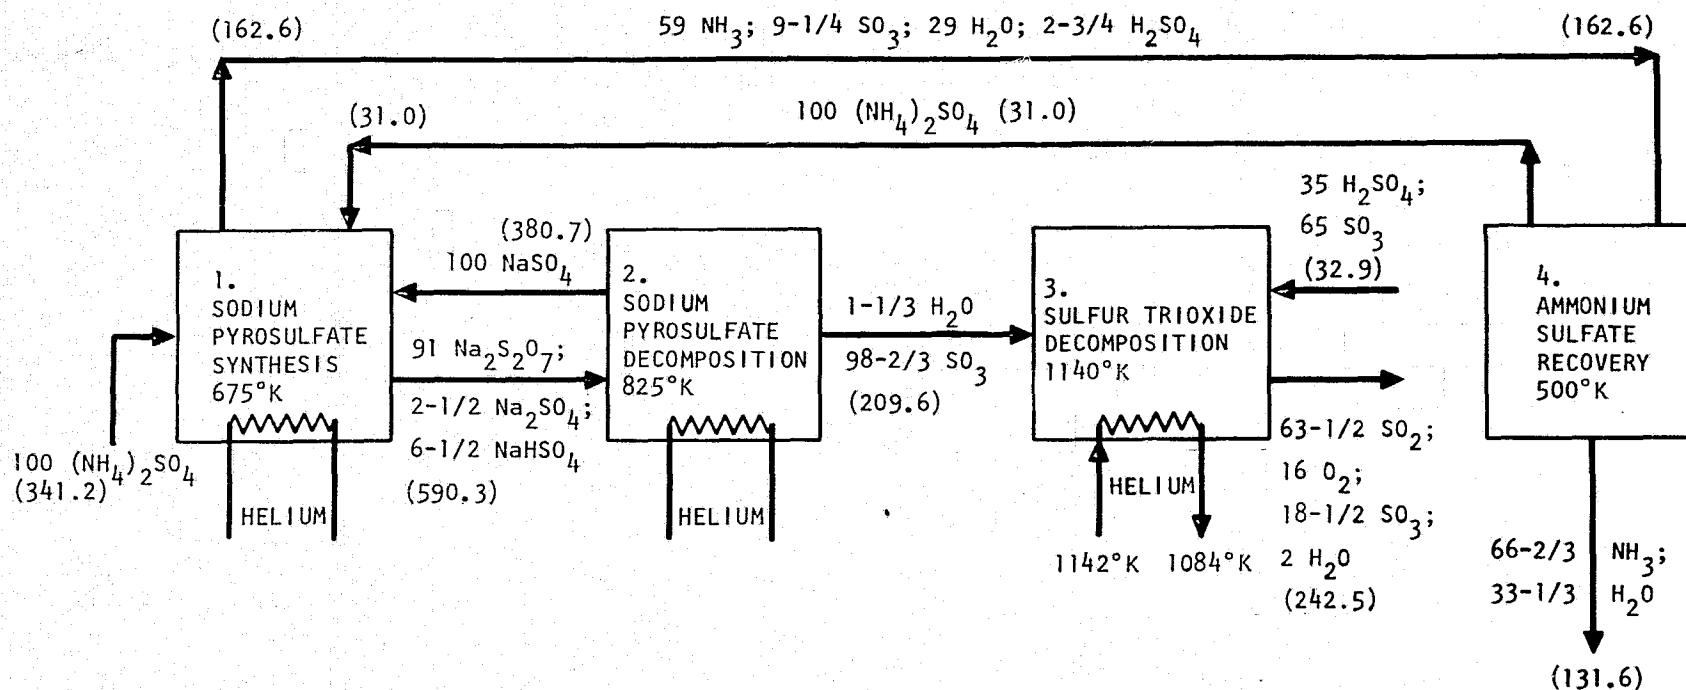 (162.6)
59 NH3; 9-1/4 SO3; 29 H2O; 2-3/4 H2SO4
(162.6)
(31.0)
100 (NH4)2SO4 (31.0)
1.
SODIUM
PYROSULFATE
SYNTHESIS
675°K
HELIUM
100 (NH4)2SO4
(341.2)
(380.7)
100 NaSO4
91 Na2S2O7;
2-1/2 Na2SO4;
6-1/2 NaHSO4
(590.3)
2.
SODIUM
PYROSULFATE
DECOMPOSITION
825°K
HELIUM
1-1/3 H2O
98-2/3 SO3
(209.6)
3.
SULFUR TRIOXIDE
DECOMPOSITION
1140°K
HELIUM
1142°K 1084°K
35 H2SO4;
65 SO3
(32.9)
63-1/2 SO2;
16 O2;
18-1/2 SO3;
2 H2O
(242.5)
4.
AMMONIUM
SULFATE
RECOVERY
500°K
66-2/3 NH3;
33-1/3 H2O
(131.6)